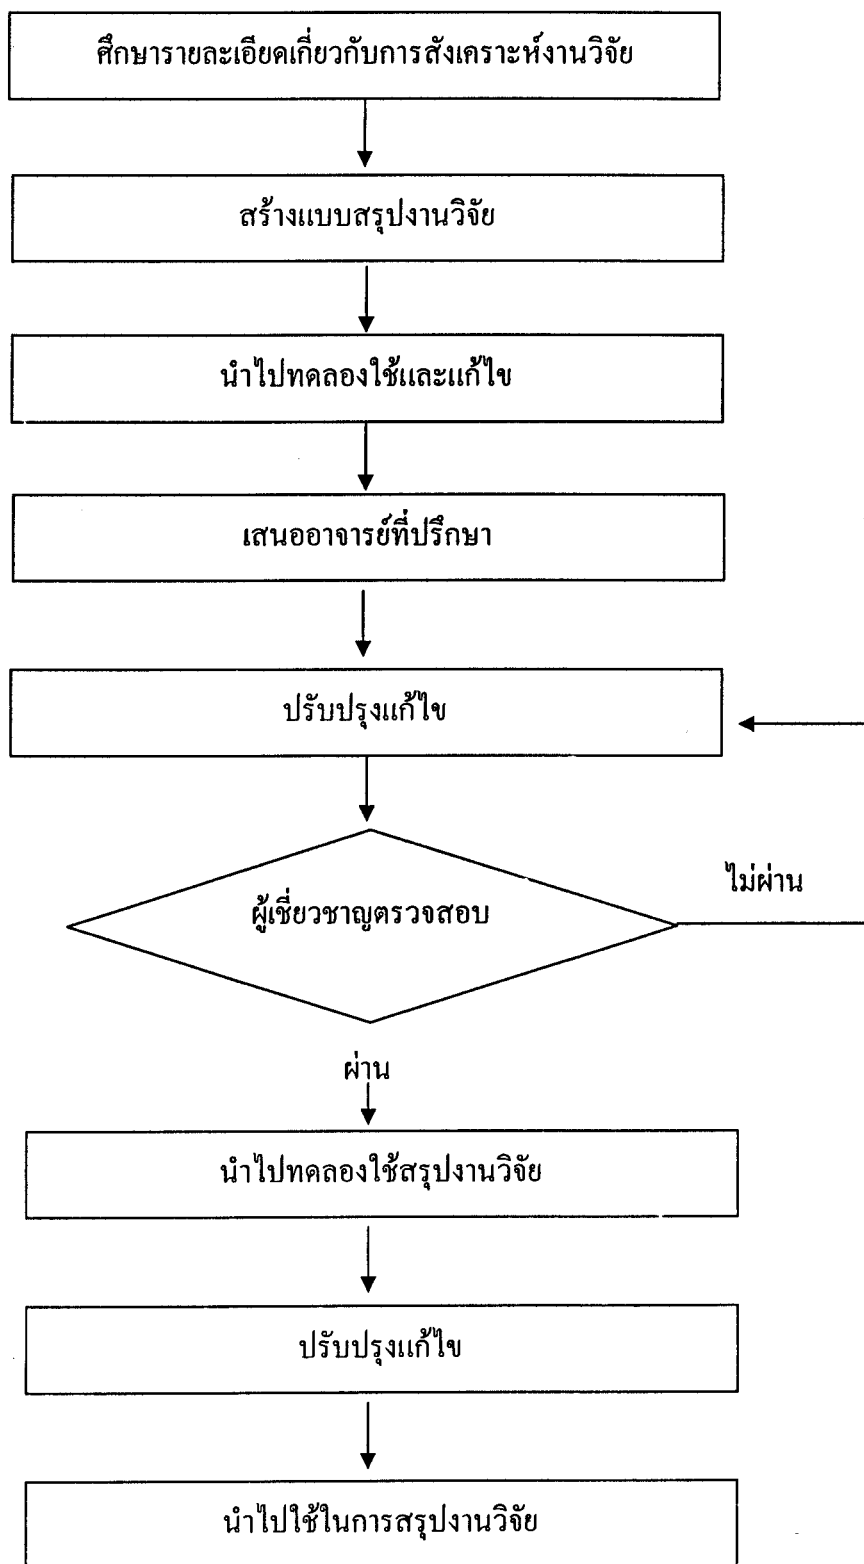 ศึกษารายละเอียดเกี่ยวกับการสังเคราะห์งานวิจัย
สร้างแบบสรุปงานวิจัย
นำไปทดลองใช้และแก้ไข
เสนออาจารย์ที่ปรึกษา
ปรับปรุงแก้ไข
ไม่ผ่าน
ผู้เชี่ยวชาญตรวจสอบ
ผ่าน
นำไปทดลองใช้สรุปงานวิจัย
ปรับปรุงแก้ไข
นำไปใช้ในการสรุปงานวิจัย